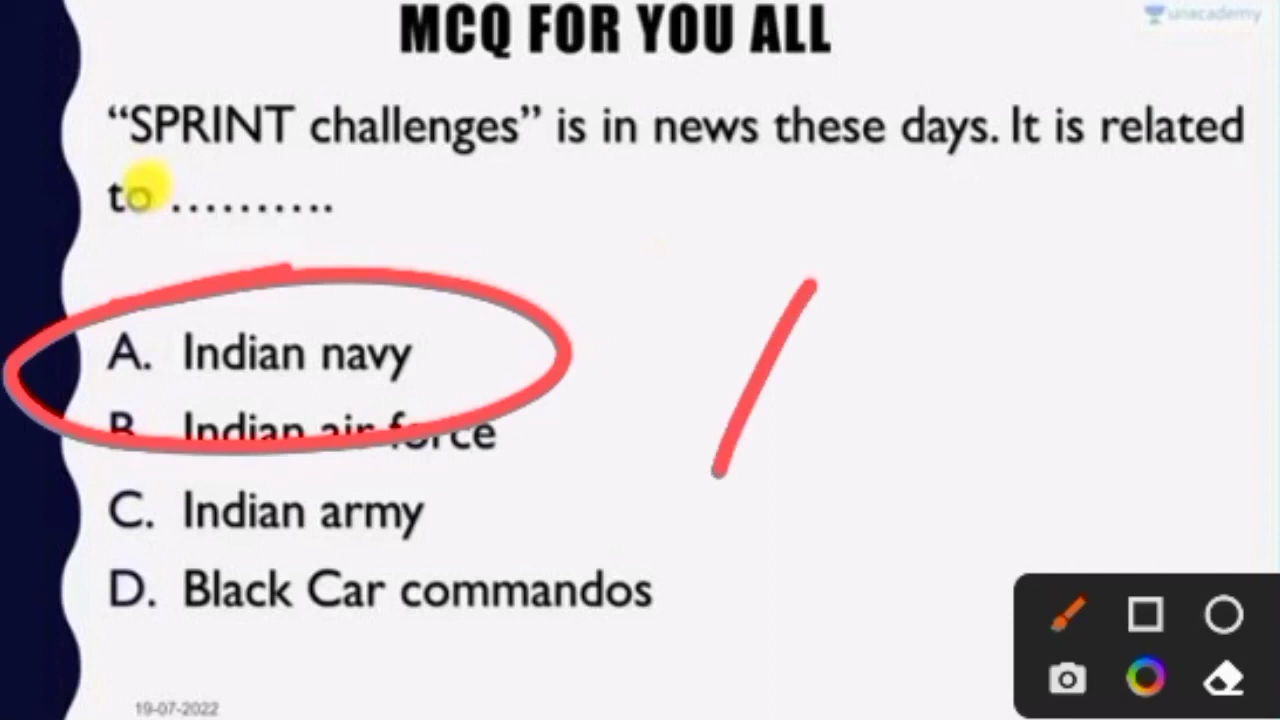 MCQ FOR YOU ALL
unacademy
“SPRINT challenges” is in news these days. It is related
to ……….
A. Indian navy
B. Indian air force
C. Indian army
D. Black Car commandos
19-07-2022